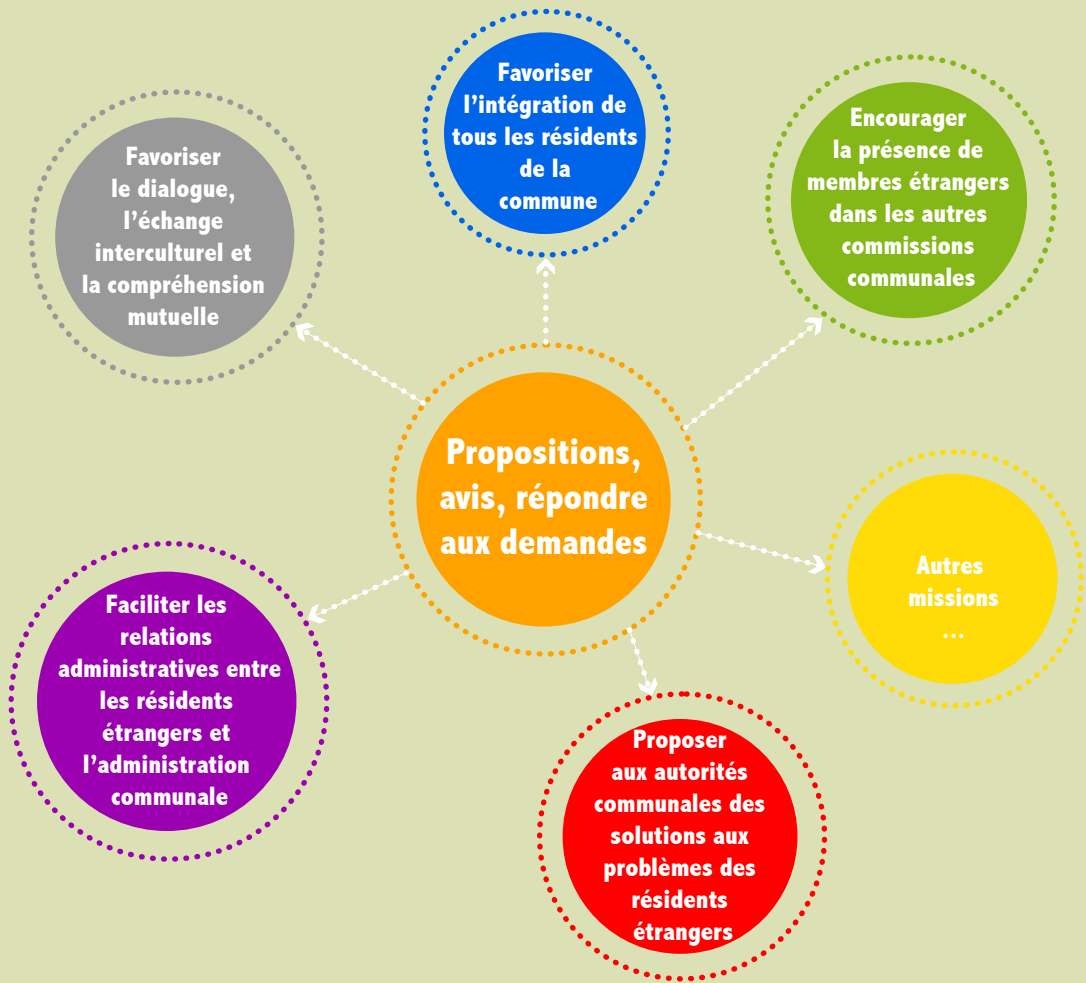 Favoriser
l'intégration de
tous les résidents
de la
commune
Encourager
la présence de
membres étrangers
dans les autres
commissions
communales
Favoriser
le dialogue,
l'échange
interculturel et
la compréhension
mutuelle
Propositions,
avis, répondre
aux demandes
Autres
missions
...
Faciliter les
relations
administratives entre
les résidents
étrangers et
l'administration
communale
Proposer
aux autorités
communales des
solutions aux
problèmes des
résidents
étrangers